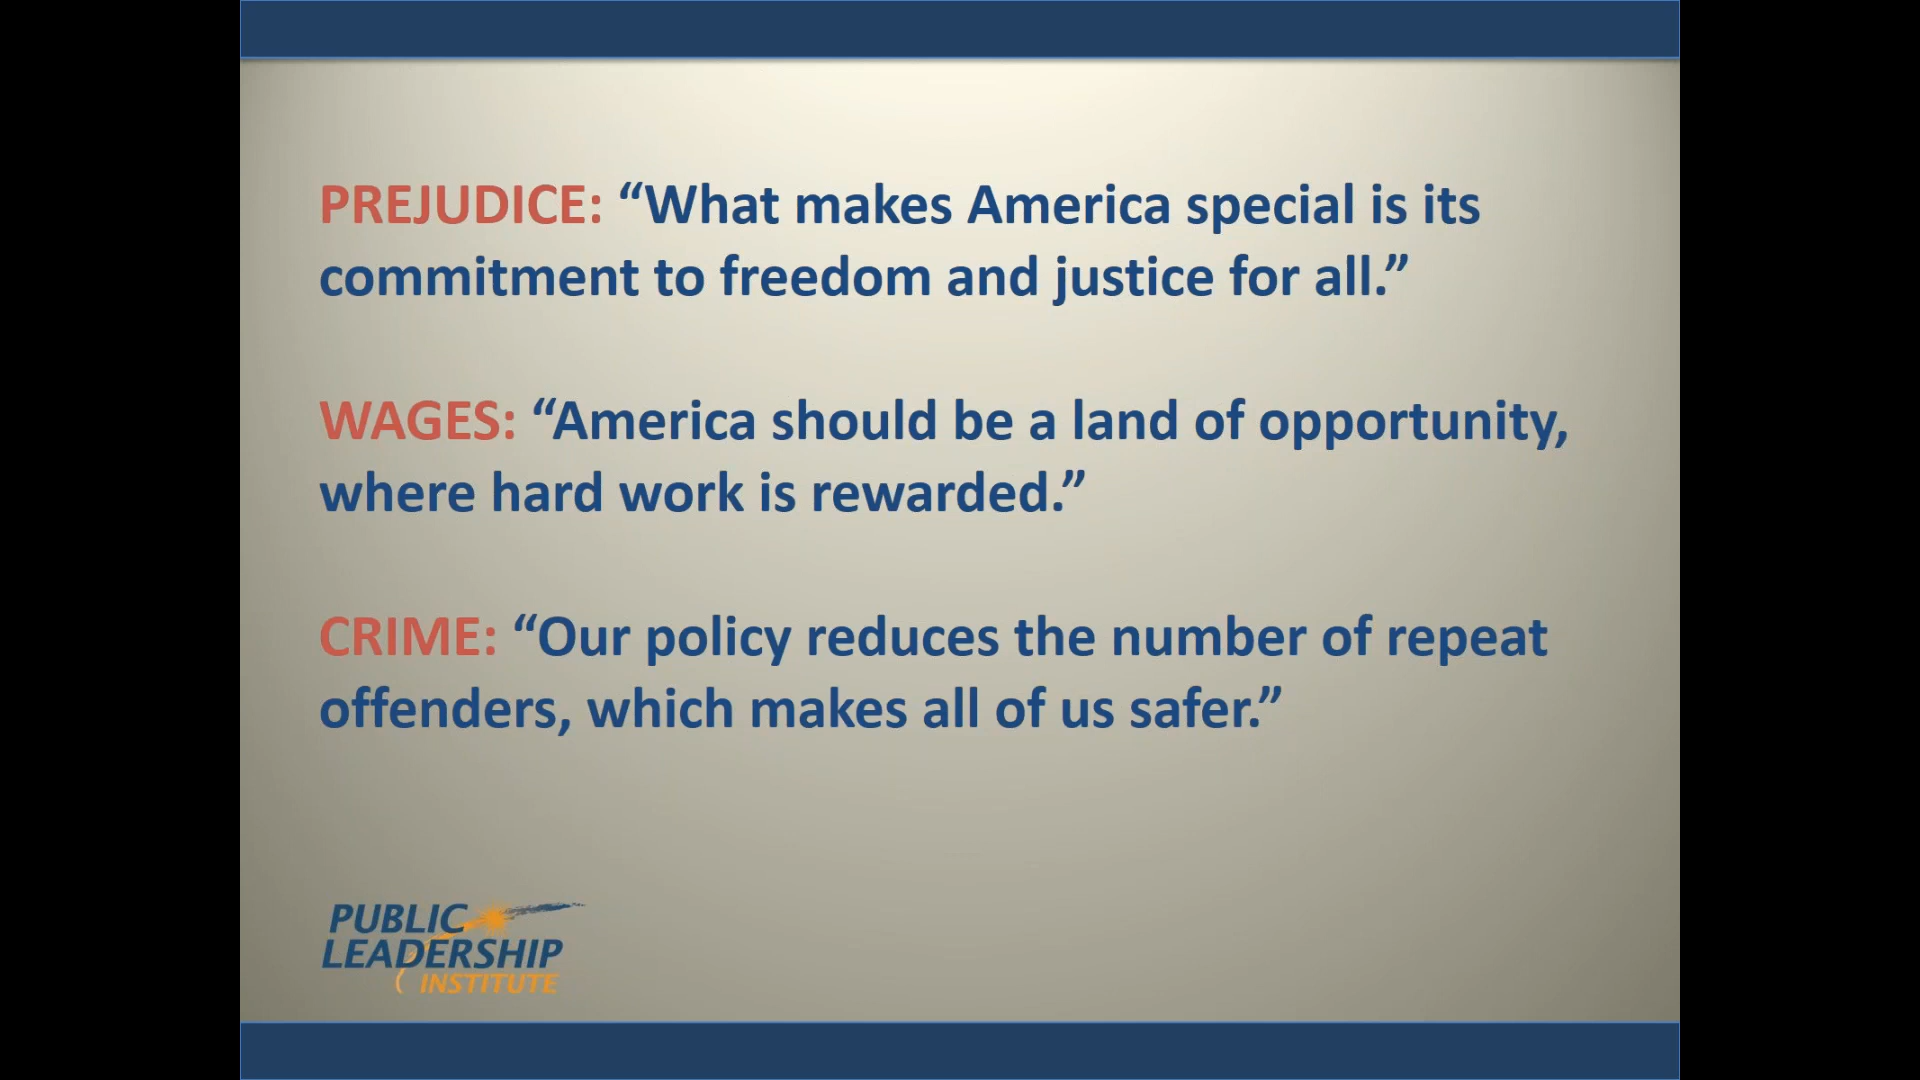 PREJUDICE: “What makes America special is its
commitment to freedom and justice for all.”
WAGES: “America should be a land of opportunity,
where hard work is rewarded.”
CRIME: “Our policy reduces the number of repeat
offenders, which makes all of us safer.”
PUBLIC
LEADERSHIP
INSTITUTE